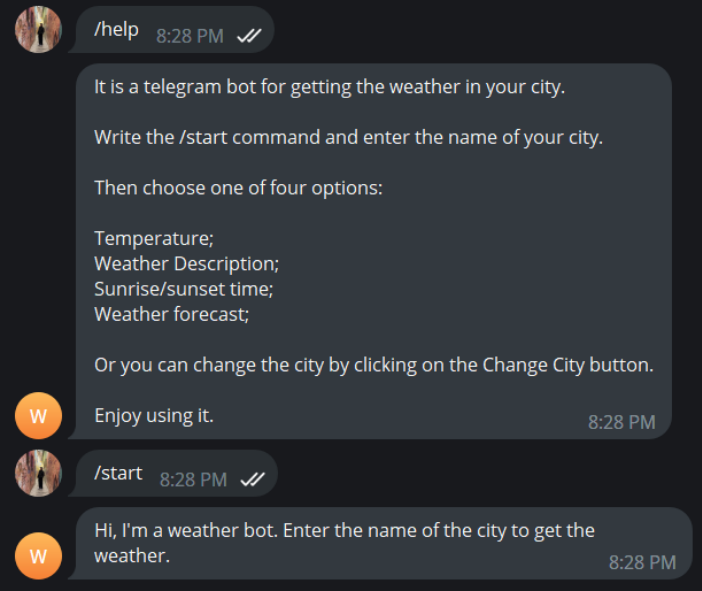 /help 8:28 PM
It is a telegram bot for getting the weather in your city.
Write the /start command and enter the name of your city.
Then choose one of four options:
Temperature;
Weather Description;
Sunrise/sunset time;
Weather forecast;
Or you can change the city by clicking on the Change City button.
W
Enjoy using it. 8:28 PM
/start 8:28 PM
Hi, I'm a weather bot. Enter the name of the city to get the
W
weather. 8:28 PM